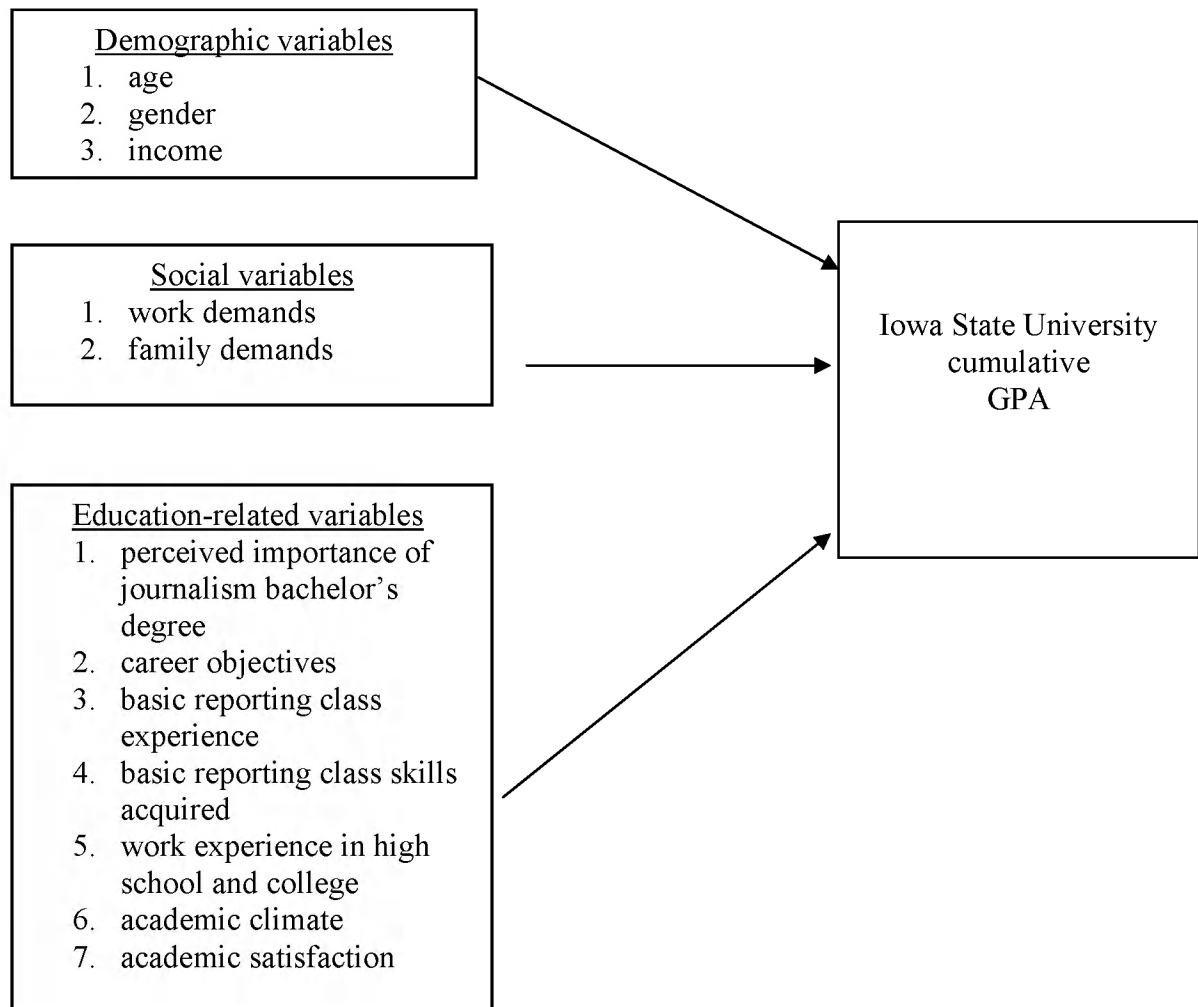 Demographic variables
1. age
2. gender
3. income
Social variables
1. work demands
2. family demands
Iowa State University
cumulative
GPA
Education-related variables
1. perceived importance of
journalism bachelor’s
degree
2. career objectives
3. basic reporting class
experience
4. basic reporting class skills
acquired
5. work experience in high
school and college
6. academic climate
7. academic satisfaction